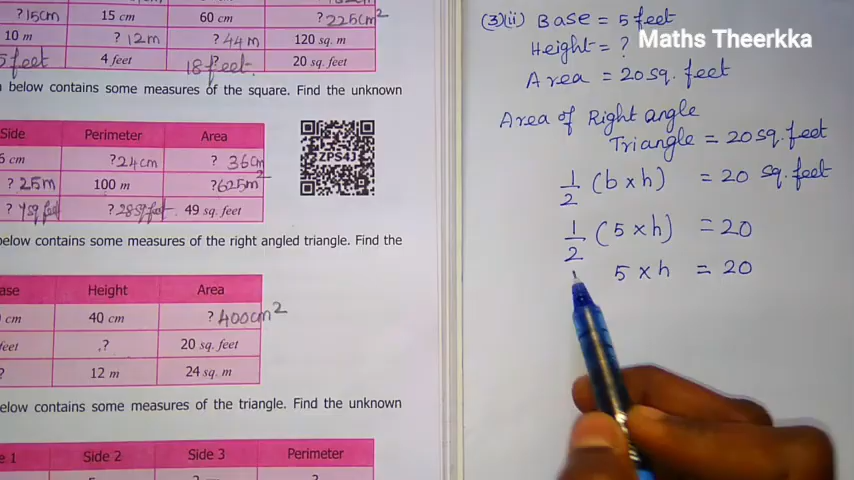 ? 15cm 15 cm 60 cm ? 225cm²
10 m ? 12m ? 44m 120 sq. m
5feet 4 feet ? 18feet. 20 sq. feet
below contains some measures of the square. Find the unknown
Side Perimeter Area
6 cm ? 24cm ? 36cm²
? 25m 100 m ? 625m²
? 7sqfeet ? 28sqfeet. 49 sq. feet
ZPS4J
below contains some measures of the right angled triangle. Find the
ase Height Area
cm 40 cm ? 400cm²
feet .? 20 sq. feet
? 12 m 24 sq. m
elow contains some measures of the triangle. Find the unknown
e 1 Side 2 Side 3 Perimeter
(3)(ii) Base = 5 feet
Height = ?
Maths Theerkka
Area = 20 sq. feet
Area of Right angle
Triangle = 20 sq. feet
1/2 (b x h) = 20 sq. feet
1/2 (5 x h) = 20
5 x h = 20